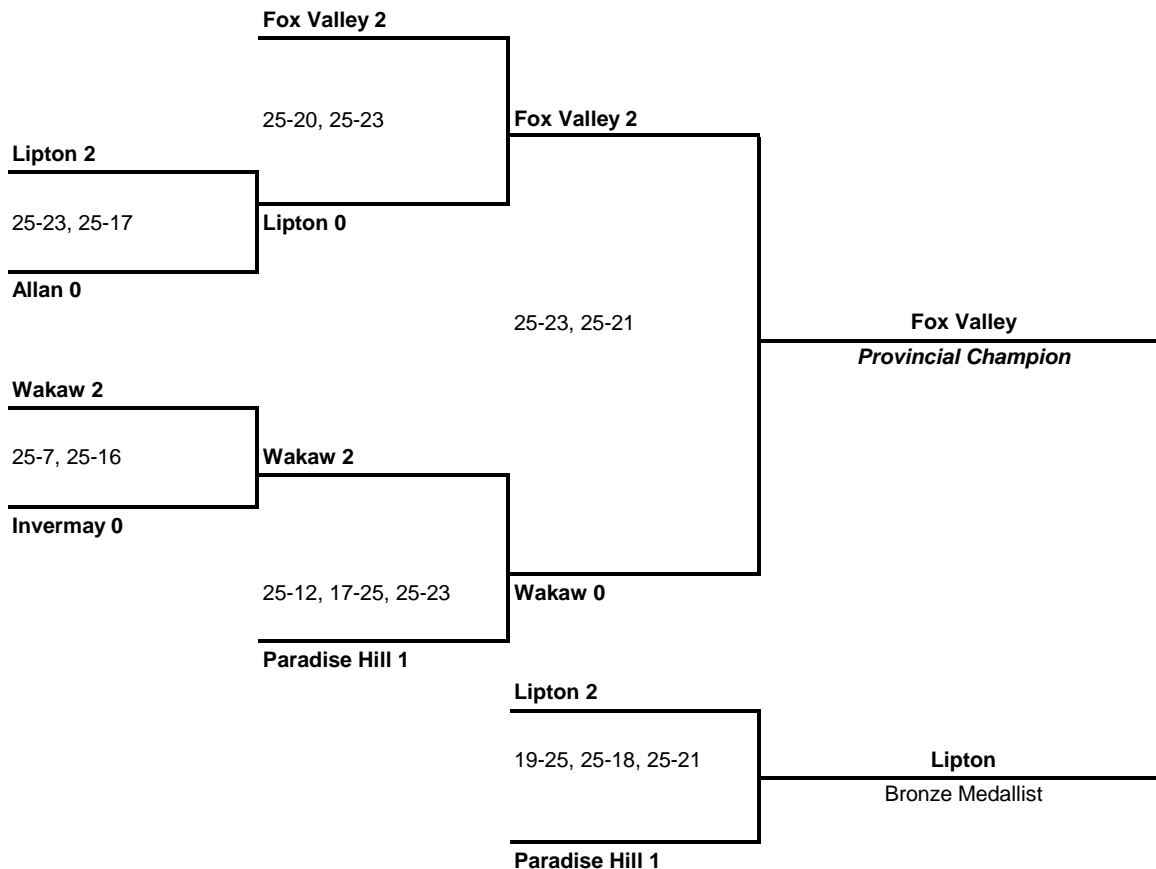 Fox Valley 2
25-20, 25-23
Fox Valley 2
Lipton 2
25-23, 25-17
Lipton 0
Allan 0
25-23, 25-21
Fox Valley
Provincial Champion
Wakaw 2
25-7, 25-16
Wakaw 2
Invermay 0
25-12, 17-25, 25-23
Wakaw 0
Paradise Hill 1
Lipton 2
19-25, 25-18, 25-21
Lipton
Bronze Medallist
Paradise Hill 1